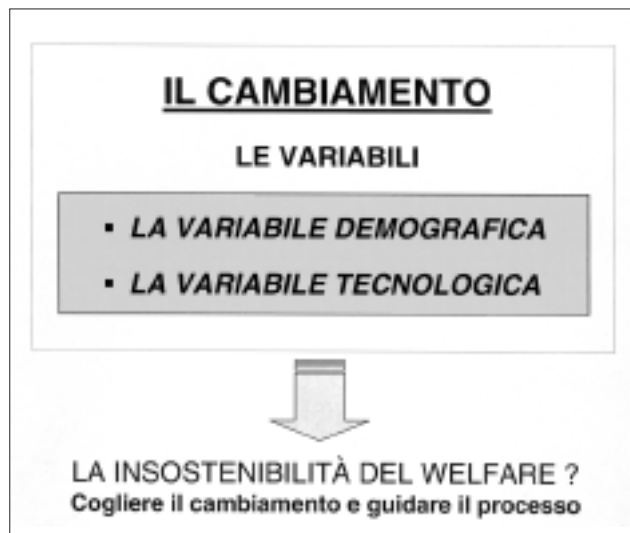 IL CAMBIAMENTO
LE VARIABILI
▪ LA VARIABILE DEMOGRAFICA
▪ LA VARIABILE TECNOLOGICA
LA INSOSTENIBILITÀ DEL WELFARE ?
Cogliere il cambiamento e guidare il processo